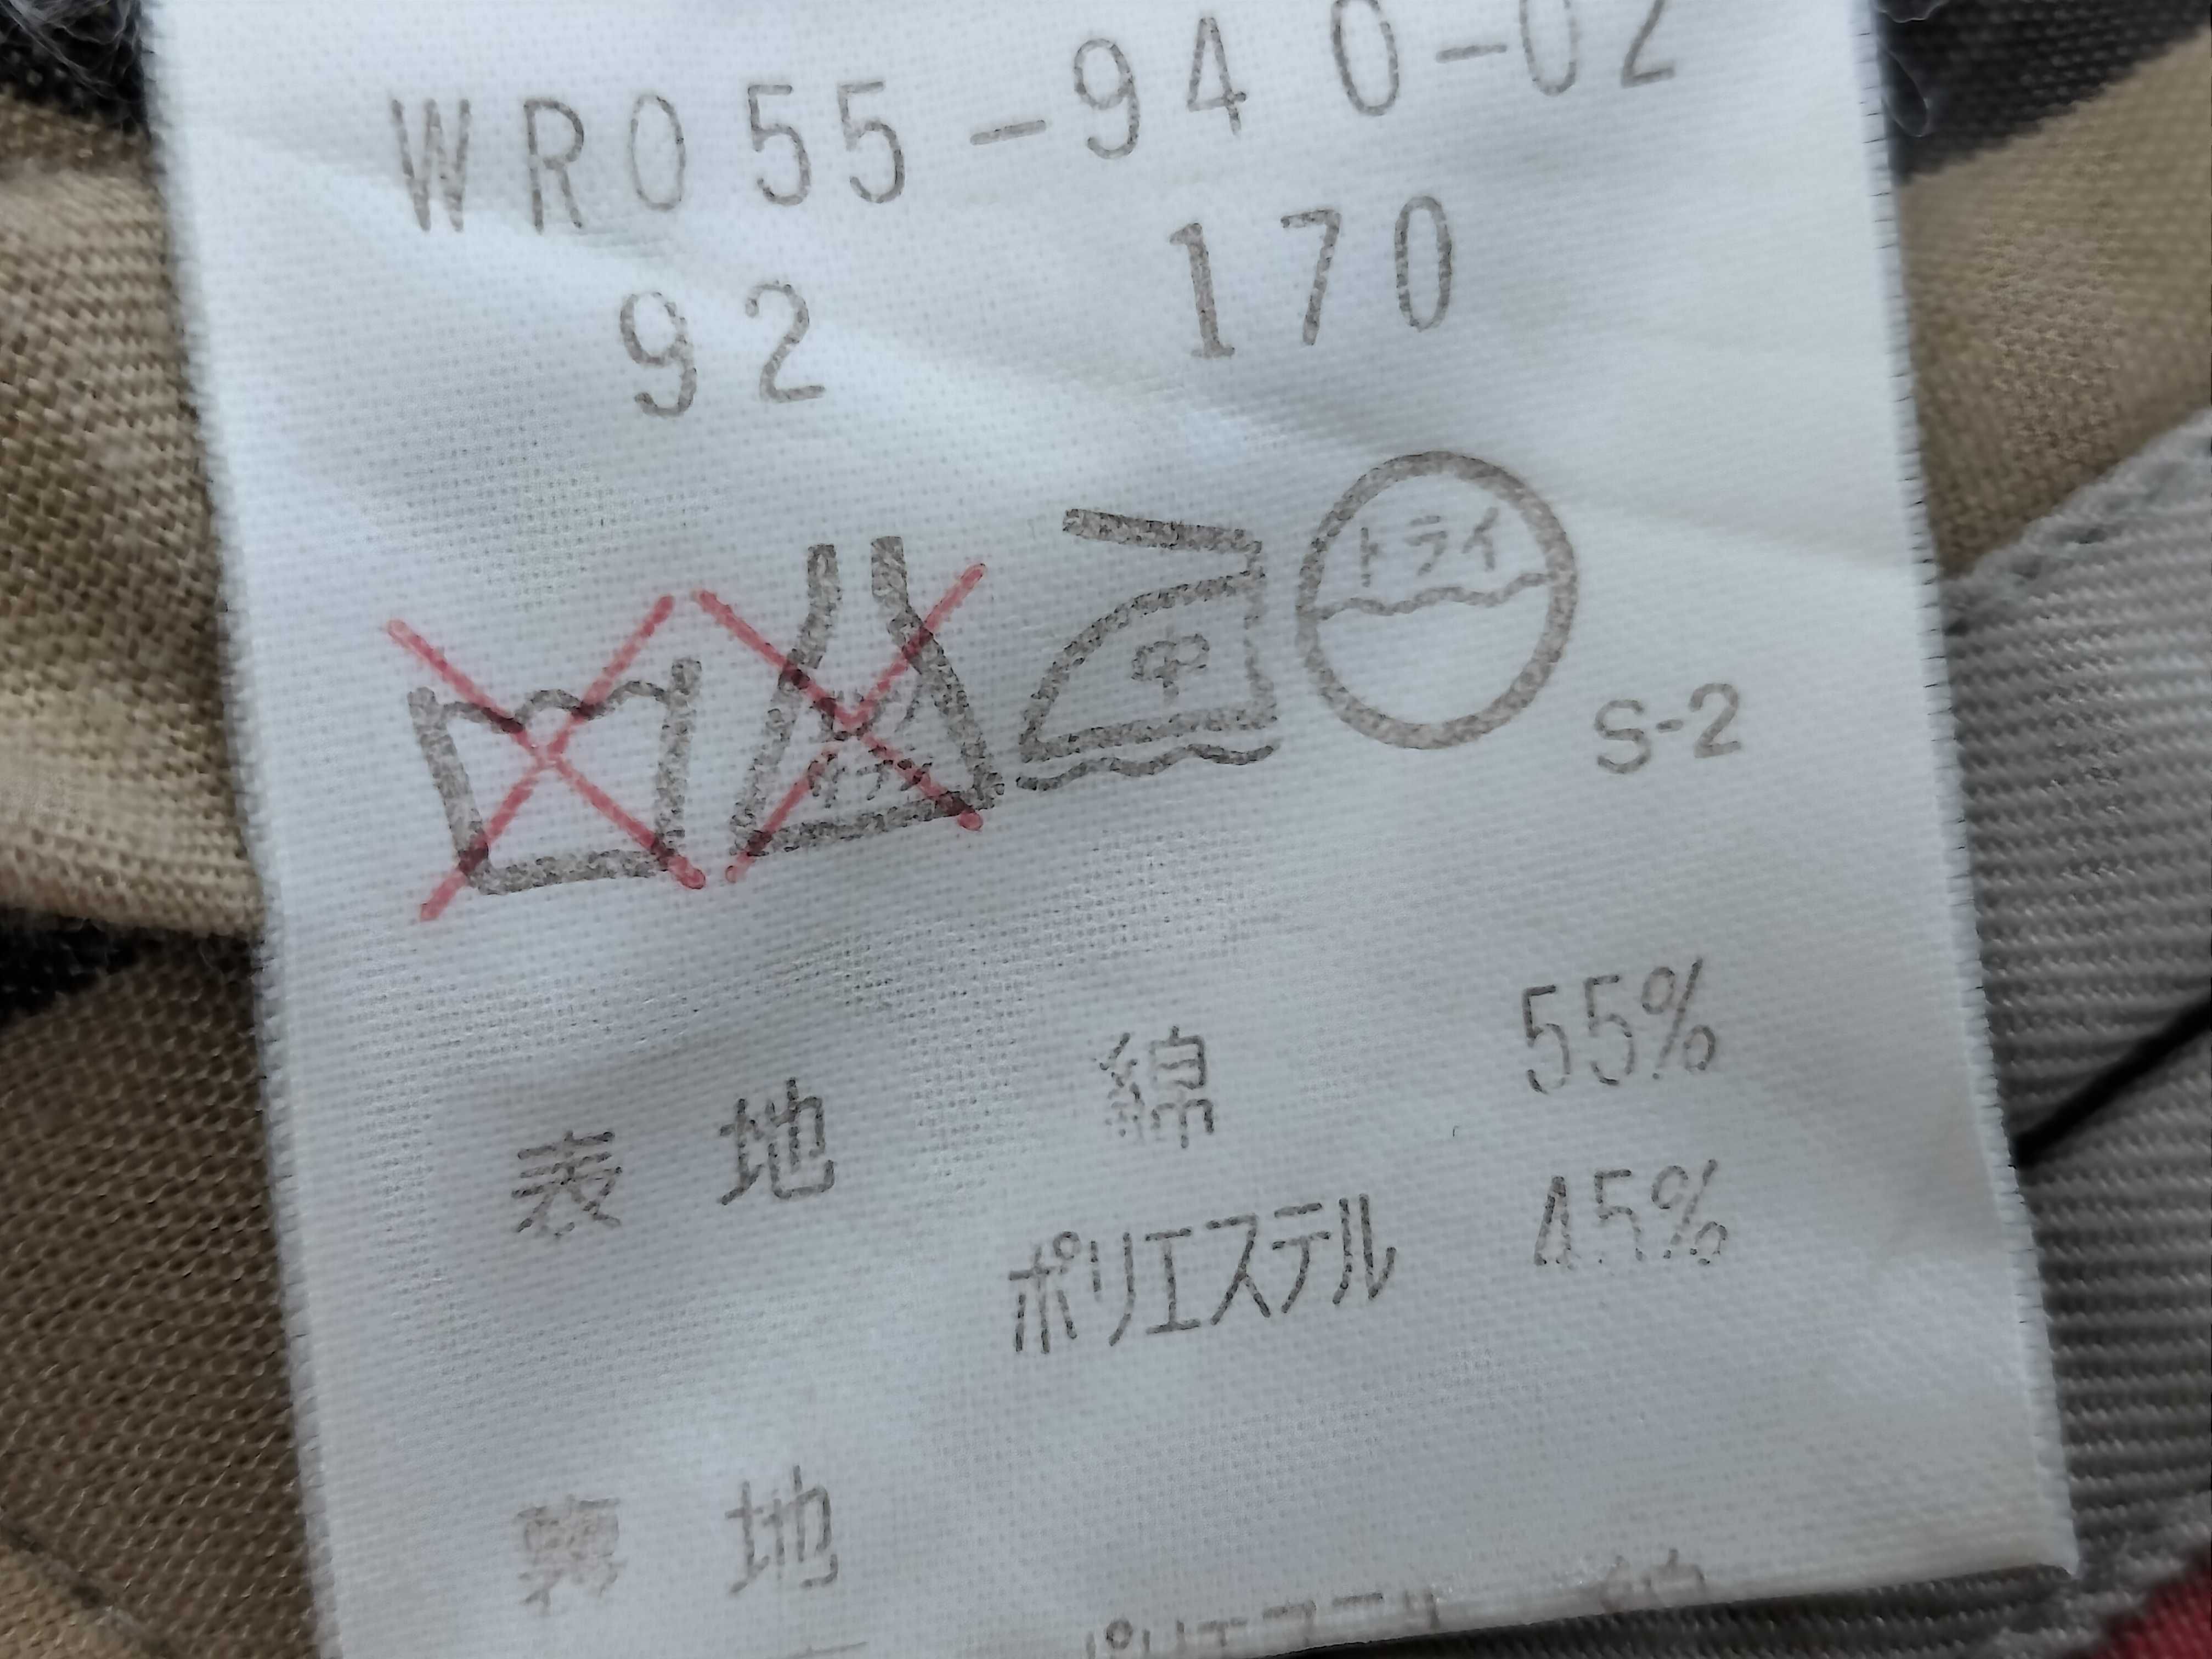 WR055-940-02
92 170
中 ドライ
S-2
表地 綿 55%
ポリエステル 45%
裏地